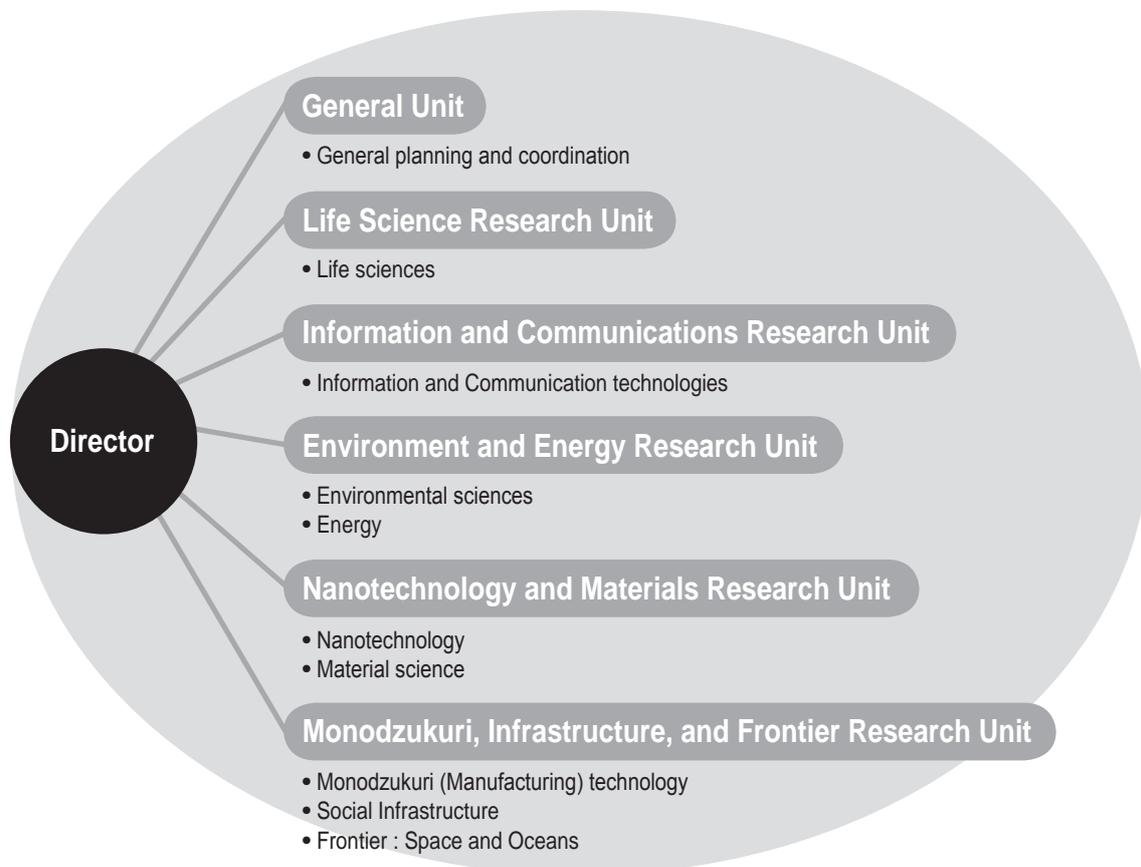 General Unit
• General planning and coordination
Life Science Research Unit
• Life sciences
Information and Communications Research Unit
• Information and Communication technologies
Director
Environment and Energy Research Unit
• Environmental sciences
• Energy
Nanotechnology and Materials Research Unit
• Nanotechnology
• Material science
Monodzukuri, Infrastructure, and Frontier Research Unit
• Monodzukuri (Manufacturing) technology
• Social Infrastructure
• Frontier : Space and Oceans